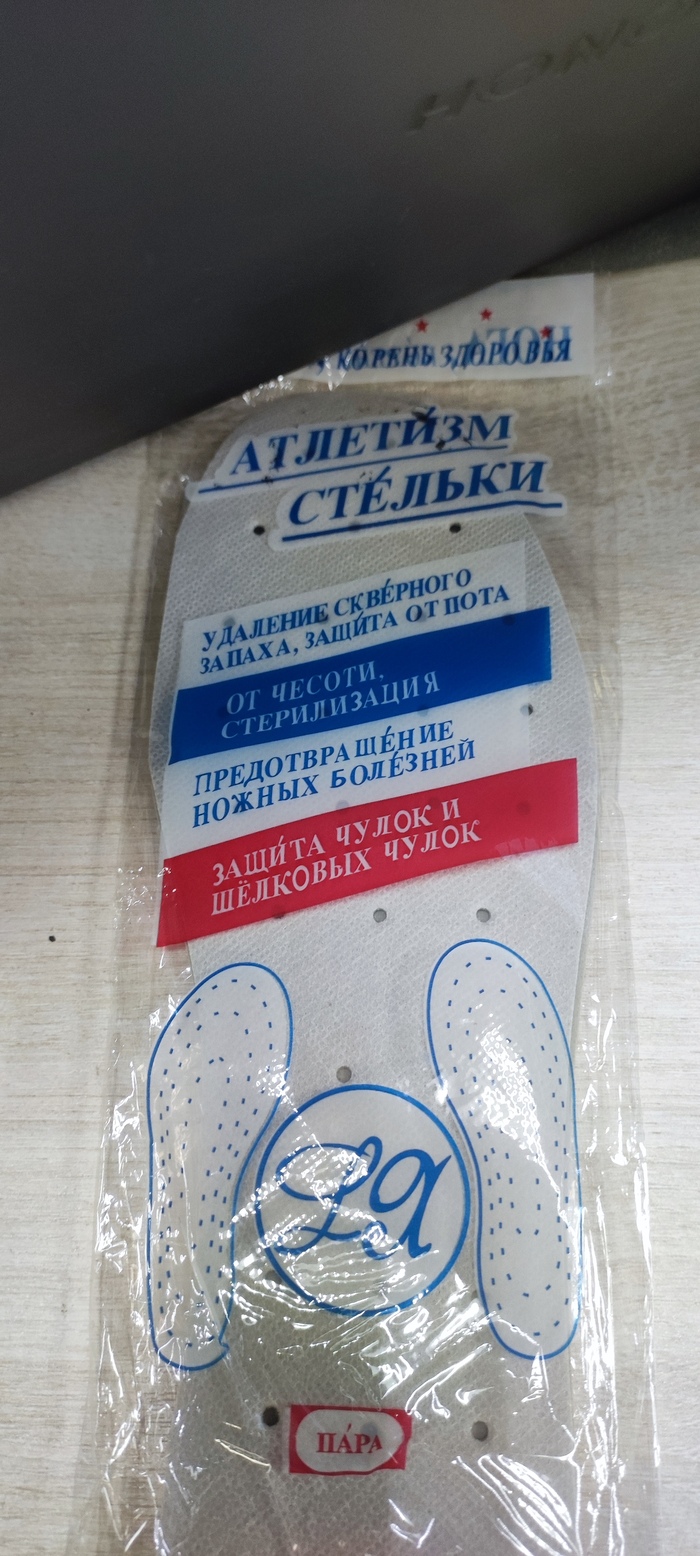 HONOR
КОРЕНЬ ЗДОРОВЬЯ
АТЛЕТИ́ЗМ
СТЕ́ЛЬКИ
УДАЛЕНИЕ СКВЕ́РНОГО
ЗАПАХА, ЗАЩИ́ТА ОТ ПОТА
ОТ ЧЕСОТИ,
СТЕРИЛИЗАЦИЯ
ПРЕДОТВРАЩЕ́НИЕ
НОЖНЫХ БОЛЕ́ЗНЕЙ
ЗАЩИ́ТА ЧУЛОК И
ШЁЛКОВЫХ ЧУЛОК
ПА́РА